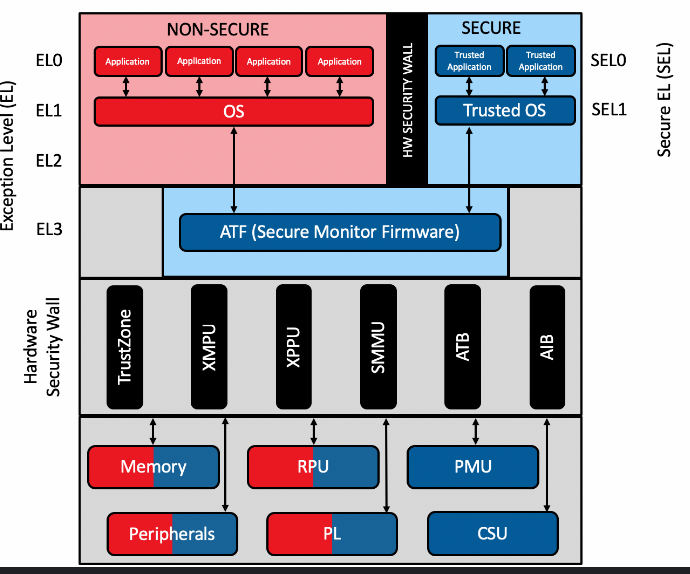 NON-SECURE
SECURE
EL0
Application
Application
Application
Application
Trusted
Application
Trusted
Application
SEL0
EL1
OS
Trusted OS
SEL1
HW SECURITY WALL
EL2
Exception Level (EL)
Secure EL (SEL)
EL3
ATF (Secure Monitor Firmware)
Hardware
Security Wall
TrustZone
XMPU
XPPU
SMMU
ATB
AIB
Memory
RPU
PMU
Peripherals
PL
CSU